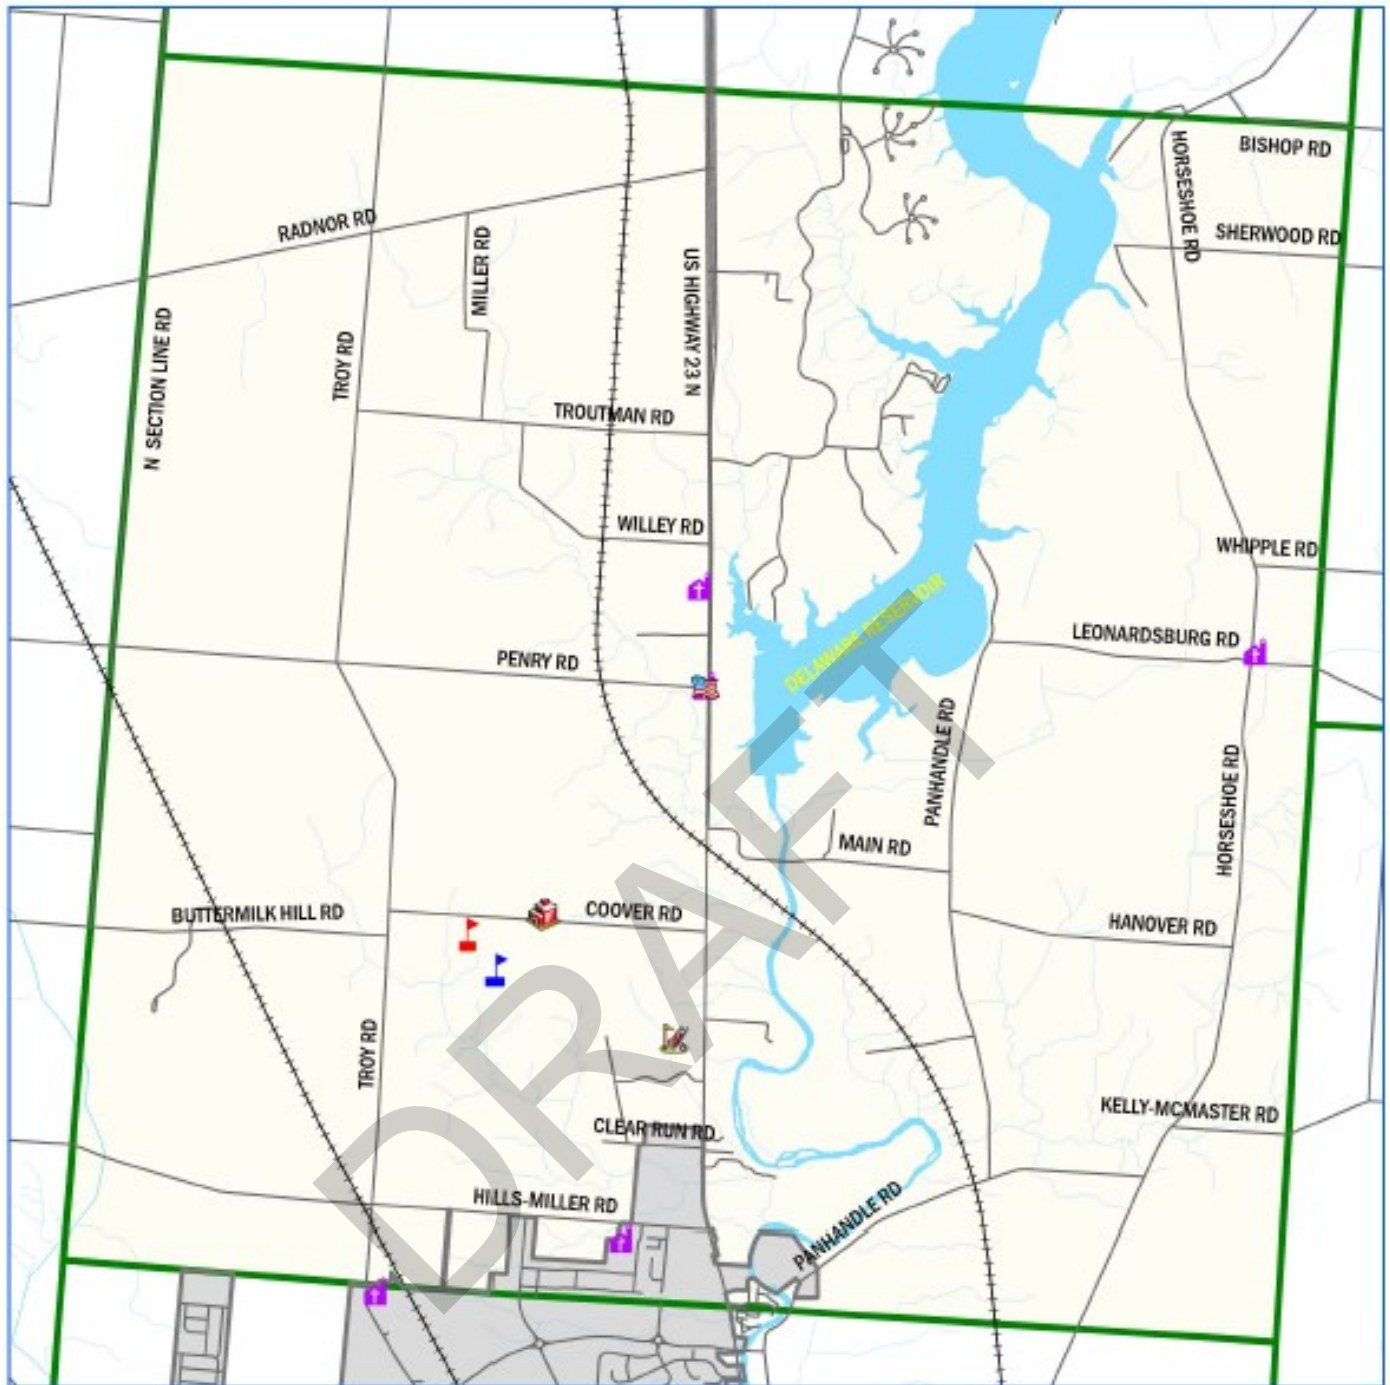 BISHOP RD
HORSESHOE RD
RADNOR RD
SHERWOOD RD
MILLER RD
US HIGHWAY 23 N
N SECTION LINE RD
TROY RD
TROUTMAN RD
WILLEY RD
WHIPPLE RD
DELAWARE RESERVOIR
LEONARDSBURG RD
PENRY RD
PANHANDLE RD
HORSESHOE RD
MAIN RD
BUTTERMILK HILL RD
COOVER RD
HANOVER RD
DRAFT
TROY RD
KELLY-MCMASTER RD
CLEAR RUN RD
HILLS-MILLER RD
PANHANDLE RD